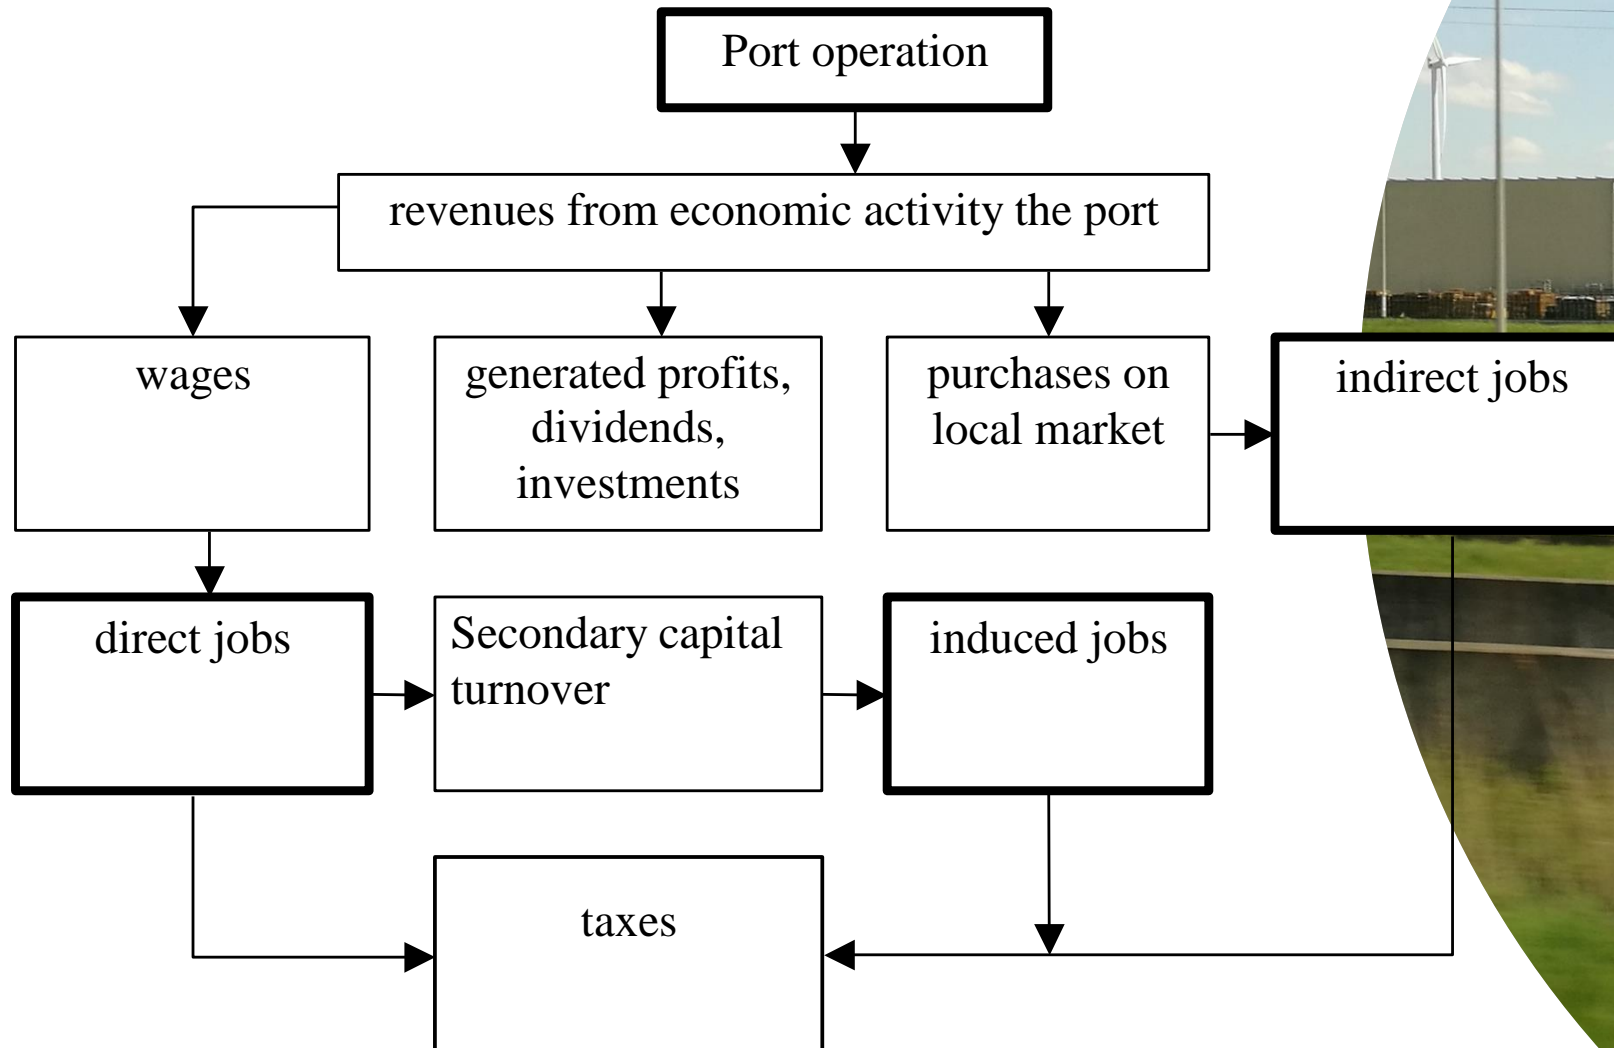 Port operation
revenues from economic activity the port
wages
generated profits,
dividends,
investments
purchases on
local market
indirect jobs
direct jobs
Secondary capital
turnover
induced jobs
taxes